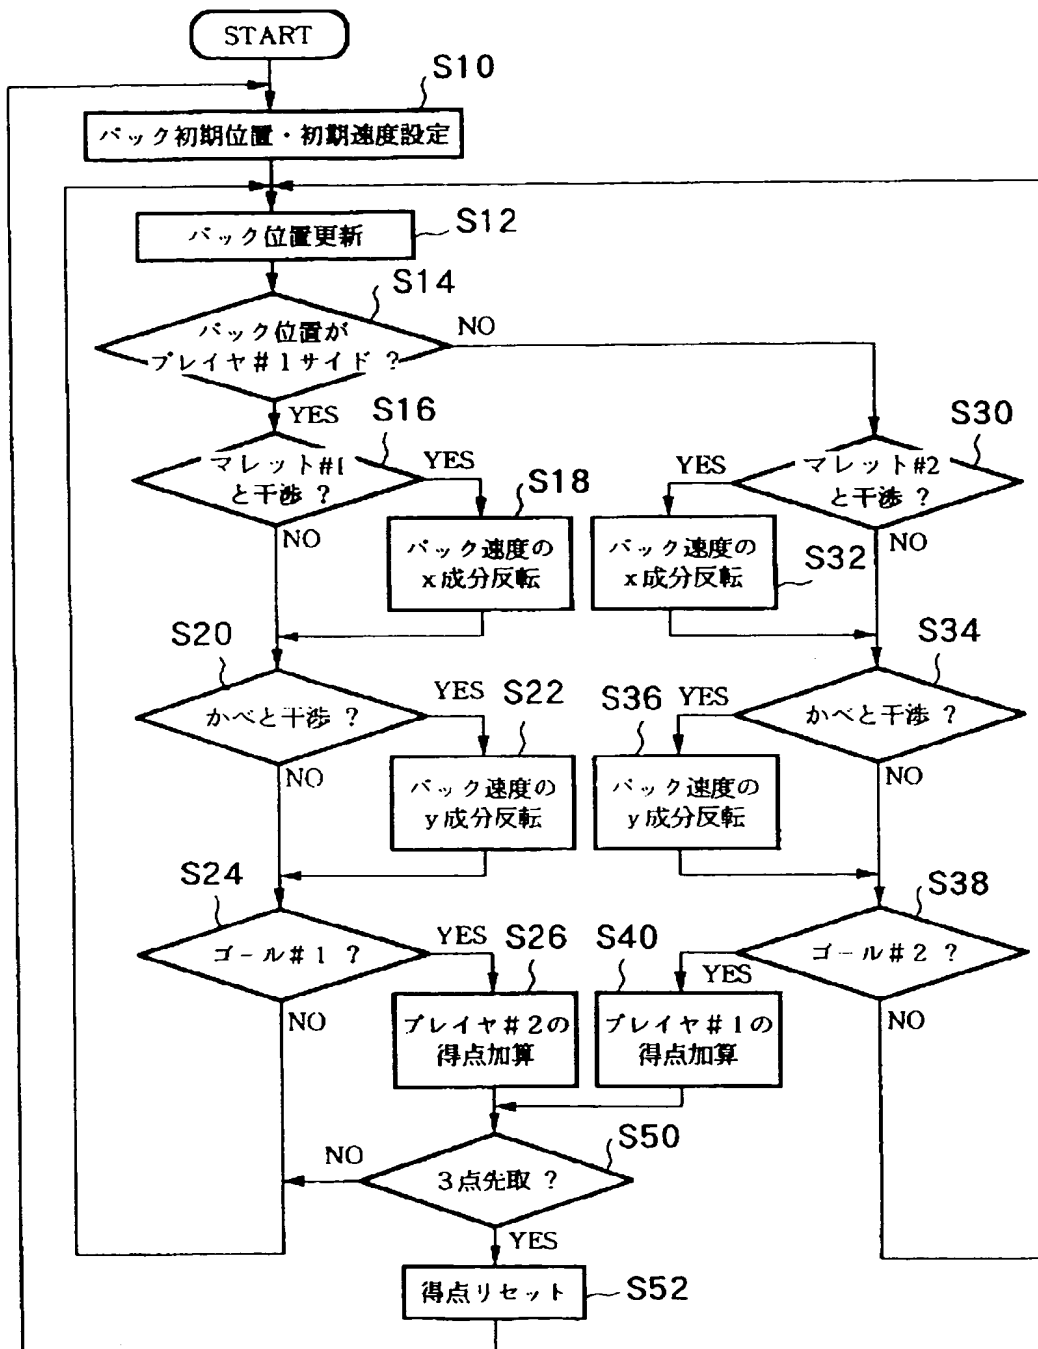 START
S10
パック初期位置・初期速度設定
パック位置更新
S12
S14
パック位置が
プレイヤ#1サイド ?
NO
YES
S16
マレット#1
と干渉 ?
YES
NO
S18
パック速度の
x成分反転
S30
マレット#2
と干渉 ?
YES
NO
パック速度の
x成分反転
S32
S20
かべと干渉 ?
YES
NO
S22
パック速度の
y成分反転
S34
かべと干渉 ?
YES
NO
S36
パック速度の
y成分反転
S24
ゴール#1 ?
YES
NO
S26
プレイヤ#2の
得点加算
S38
ゴール#2 ?
YES
NO
S40
プレイヤ#1の
得点加算
S50
3点先取 ?
NO
YES
得点リセット
S52